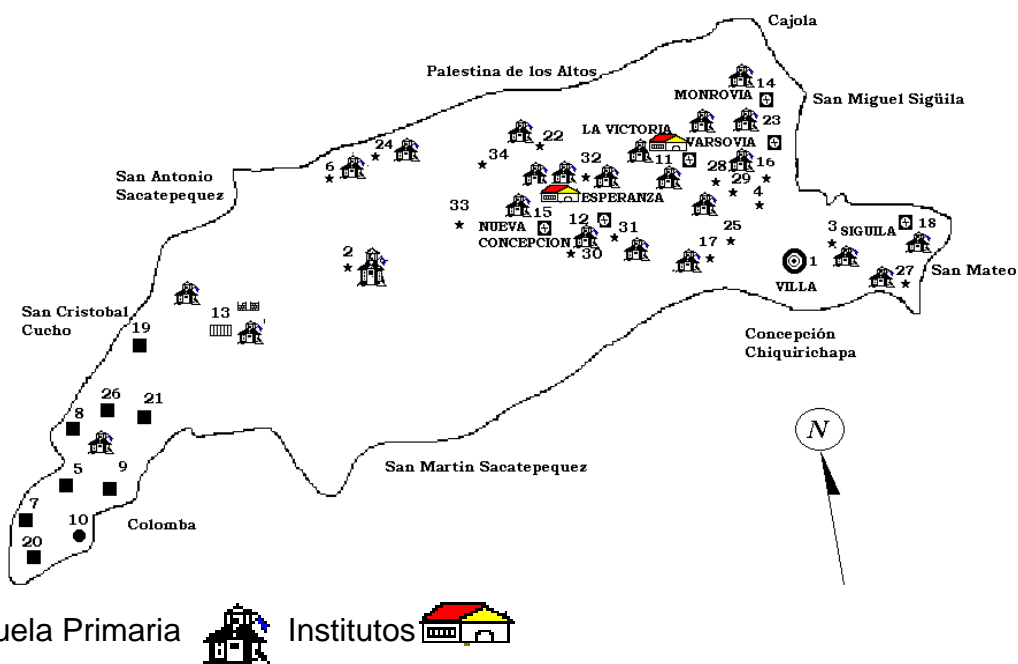 Cajola
Palestina de los Altos
14
MONROVIA
San Miguel Sigüila
23
LA VICTORIA
22
VARSOVIA
24
6
34
32
11
28
16
San Antonio
Sacatepequez
29
4
ESPERANZA
33
15
12
NUEVA
CONCEPCION
31
25
3
SIGUILA
18
2
30
17
1
27
San Mateo
VILLA
San Cristobal
Cucho
13
19
Concepción
Chiquirichapa
26
21
8
N
5
9
San Martin Sacatepequez
7
10
Colomba
20
uela Primaria
Institutos